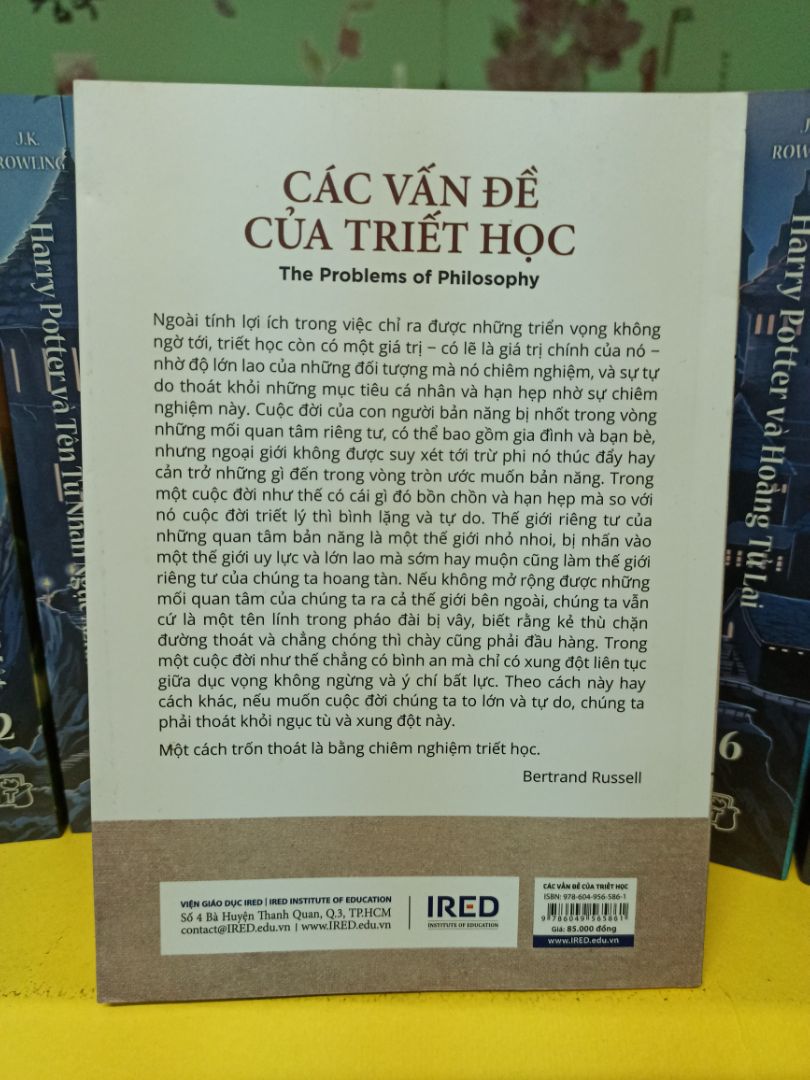 J.K.
ROWLING
Harry Potter và Tên Tù Nhân
2
CÁC VẤN ĐỀ
CỦA TRIẾT HỌC
The Problems of Philosophy
Ngoài tính lợi ích trong việc chỉ ra được những triển vọng không
ngờ tới, triết học còn có một giá trị – có lẽ là giá trị chính của nó –
nhờ độ lớn lao của những đối tượng mà nó chiêm nghiệm, và sự tự
do thoát khỏi những mục tiêu cá nhân và hạn hẹp nhờ sự chiêm
nghiệm này. Cuộc đời của con người bản năng bị nhốt trong vòng
những mối quan tâm riêng tư, có thể bao gồm gia đình và bạn bè,
nhưng ngoại giới không được suy xét tới trừ phi nó thúc đẩy hay
cản trở những gì đến trong vòng tròn ước muốn bản năng. Trong
một cuộc đời như thế có cái gì đó bồn chồn và hạn hẹp mà so với
nó cuộc đời triết lý thì bình lặng và tự do. Thế giới riêng tư của
những quan tâm bản năng là một thế giới nhỏ nhoi, bị nhấn vào
một thế giới uy lực và lớn lao mà sớm hay muộn cũng làm thế giới
riêng tư của chúng ta hoang tàn. Nếu không mở rộng được những
mối quan tâm của chúng ta ra cả thế giới bên ngoài, chúng ta vẫn
cứ là một tên lính trong pháo đài bị vây, biết rằng kẻ thù chặn
đường thoát và chẳng chóng thì chày cũng phải đầu hàng. Trong
một cuộc đời như thế chẳng có bình an mà chỉ có xung đột liên tục
giữa dục vọng không ngừng và ý chí bất lực. Theo cách này hay
cách khác, nếu muốn cuộc đời chúng ta to lớn và tự do, chúng ta
phải thoát khỏi ngục tù và xung đột này.
Một cách trốn thoát là bằng chiêm nghiệm triết học.
Bertrand Russell
VIỆN GIÁO DỤC IRED | IRED INSTITUTE OF EDUCATION
Số 4 Bà Huyện Thanh Quan, Q.3, TP.HCM
contact@IRED.edu.vn | www.IRED.edu.vn
IRED
INSTITUTE OF EDUCATION
CÁC VẤN ĐỀ CỦA TRIẾT HỌC
ISBN: 978-604-956-586-1
9 786049 565861
Giá: 85.000 đồng
www.IRED.edu.vn
Harry Potter và Hoàng Tử Lai
6